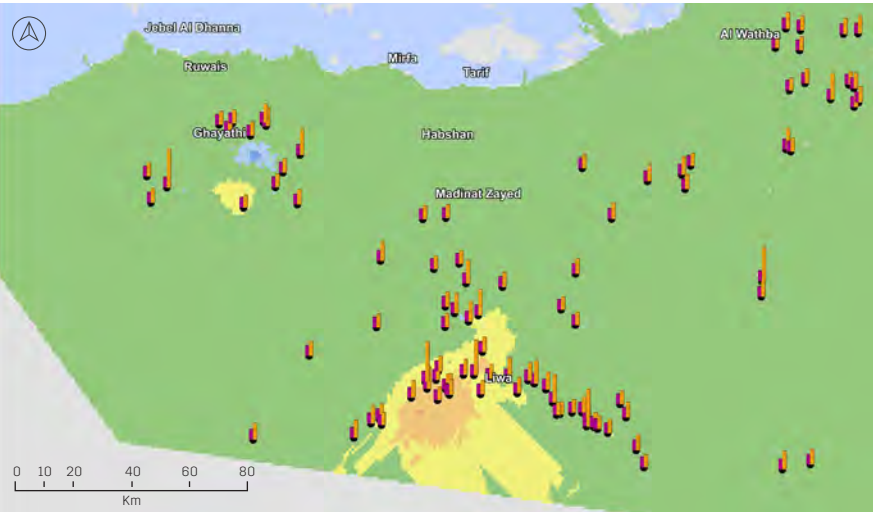 Jebel Al Dhanna
Al Wathba
Mirfa
Ruwais
Tarif
Ghayathi
Habshan
Madinat Zayed
Liwa
0 10 20 40 60 80
Km